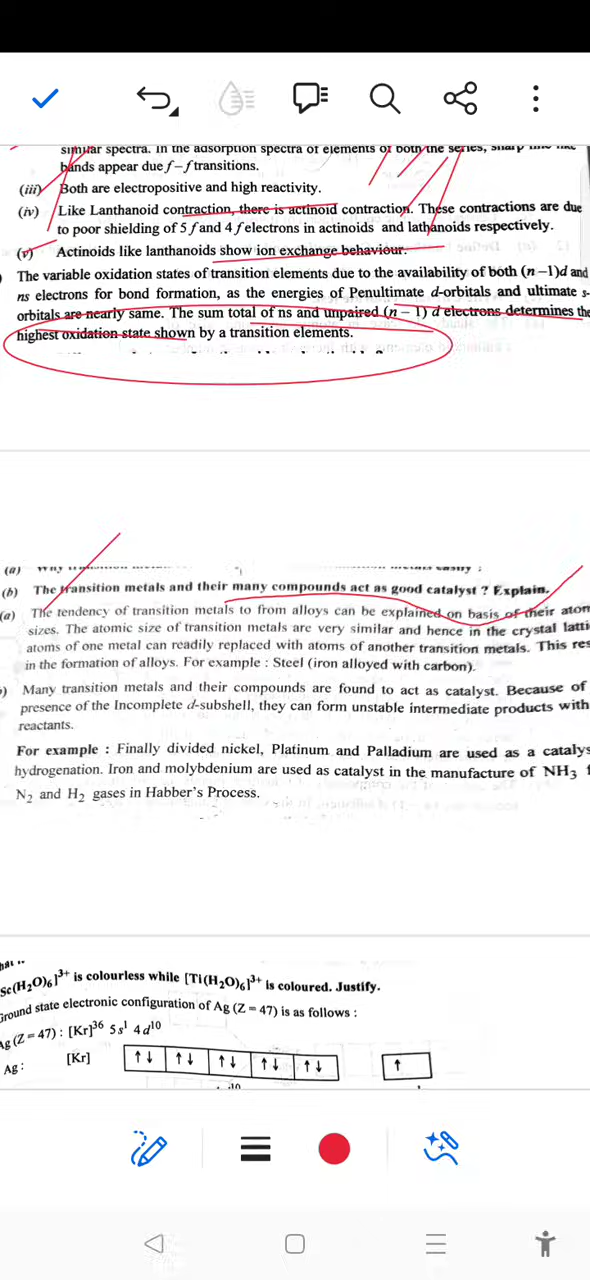 similar spectra. In the adsorption spectra of elements of both the series, sharp line like
bands appear due f – f transitions.
(iii) Both are electropositive and high reactivity.
(iv) Like Lanthanoid contraction, there is actinoid contraction. These contractions are due
to poor shielding of 5 f and 4 f electrons in actinoids and lathanoids respectively.
(v) Actinoids like lanthanoids show ion exchange behaviour.
The variable oxidation states of transition elements due to the availability of both (n – 1)d and
ns electrons for bond formation, as the energies of Penultimate d-orbitals and ultimate s-
orbitals are nearly same. The sum total of ns and unpaired (n – 1) d electrons determines the
highest oxidation state shown by a transition elements.
(a)
(b) The transition metals and their many compounds act as good catalyst ? Explain.
(a) The tendency of transition metals to from alloys can be explained on basis of their atom
sizes. The atomic size of transition metals are very similar and hence in the crystal latti
atoms of one metal can readily replaced with atoms of another transition metals. This res
in the formation of alloys. For example : Steel (iron alloyed with carbon).
) Many transition metals and their compounds are found to act as catalyst. Because of
presence of the Incomplete d-subshell, they can form unstable intermediate products with
reactants.
For example : Finally divided nickel, Platinum and Palladium are used as a catalys
hydrogenation. Iron and molybdenium are used as catalyst in the manufacture of NH₃ f
N₂ and H₂ gases in Habber's Process.
Sc(H₂O)₆]³⁺ is colourless while [Ti(H₂O)₆]³⁺ is coloured. Justify.
Ground state electronic configuration of Ag (Z = 47) is as follows :
Ag (Z = 47) : [Kr]³⁶ 5s¹ 4d¹⁰
Ag : [Kr] ↑↓ ↑↓ ↑↓ ↑↓ ↑↓ ↑